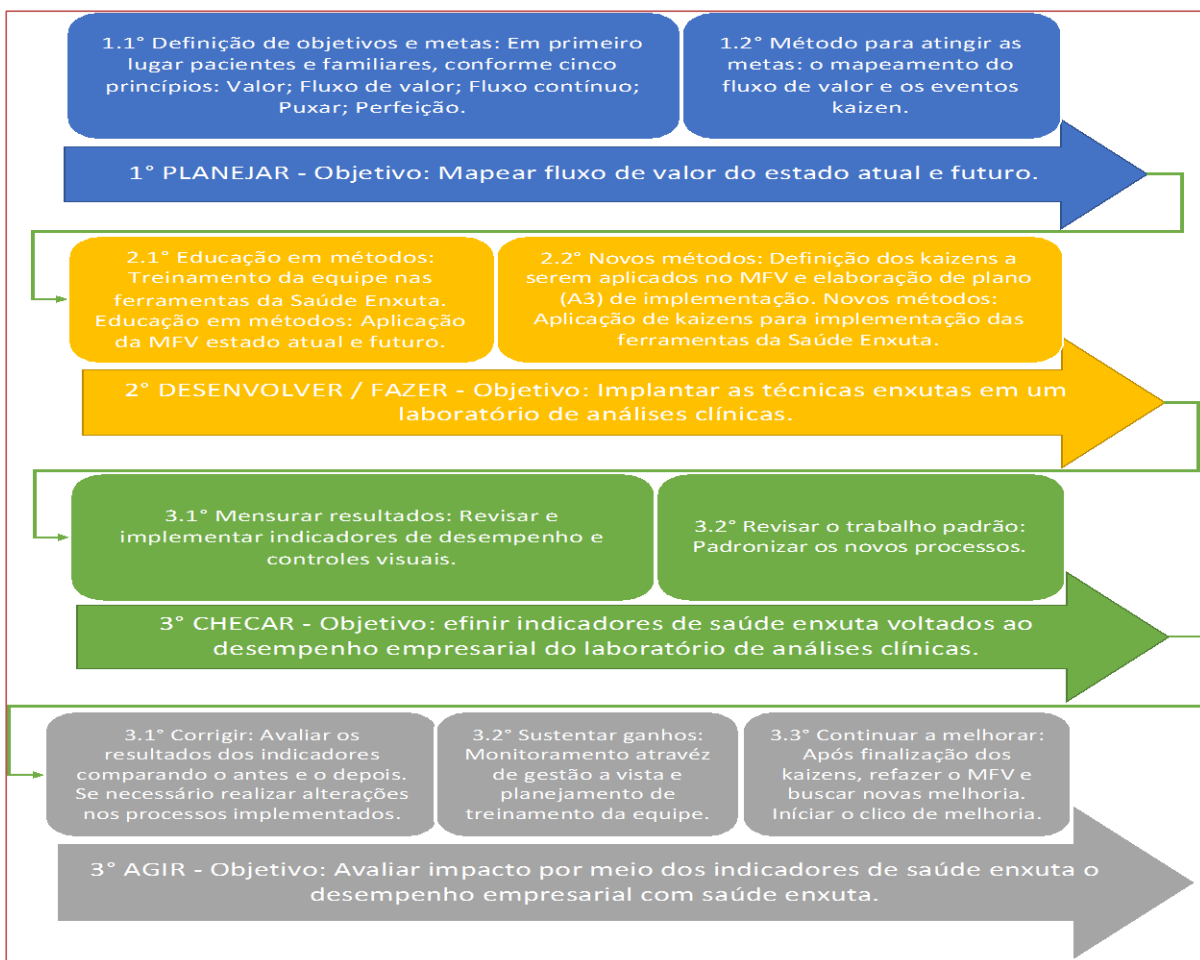 1.1° Definição de objetivos e metas: Em primeiro
lugar pacientes e familiares, conforme cinco
princípios: Valor; Fluxo de valor; Fluxo contínuo;
Puxar; Perfeição.
1.2° Método para atingir as
metas: o mapeamento do
fluxo de valor e os eventos
kaizen.
1° PLANEJAR - Objetivo: Mapear fluxo de valor do estado atual e futuro.
2.1° Educação em métodos:
Treinamento da equipe nas
ferramentas da Saúde Enxuta.
Educação em métodos: Aplicação
da MFV estado atual e futuro.
2.2° Novos métodos: Definição dos kaizens a
serem aplicados no MFV e elaboração de plano
(A3) de implementação. Novos métodos:
Aplicação de kaizens para implementação das
ferramentas da Saúde Enxuta.
2° DESENVOLVER / FAZER - Objetivo: Implantar as técnicas enxutas em um
laboratório de análises clínicas.
3.1° Mensurar resultados: Revisar e
implementar indicadores de desempenho e
controles visuais.
3.2° Revisar o trabalho padrão:
Padronizar os novos processos.
3° CHECAR - Objetivo: efinir indicadores de saúde enxuta voltados ao
desempenho empresarial do laboratório de análises clínicas.
3.1° Corrigir: Avaliar os
resultados dos indicadores
comparando o antes e o depois.
Se necessário realizar alterações
nos processos implementados.
3.2° Sustentar ganhos:
Monitoramento atravéz
de gestão a vista e
planejamento de
treinamento da equipe.
3.3° Continuar a melhorar:
Após finalização dos
kaizens, refazer o MFV e
buscar novas melhoria.
Iníciar o clico de melhoria.
3° AGIR - Objetivo: Avaliar impacto por meio dos indicadores de saúde enxuta o
desempenho empresarial com saúde enxuta.